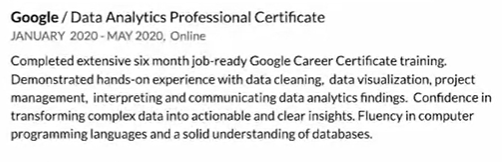 Google / Data Analytics Professional Certificate
JANUARY 2020 - MAY 2020, Online
Completed extensive six month job-ready Google Career Certificate training.
Demonstrated hands-on experience with data cleaning, data visualization, project
management, interpreting and communicating data analytics findings. Confidence in
transforming complex data into actionable and clear insights. Fluency in computer
programming languages and a solid understanding of databases.